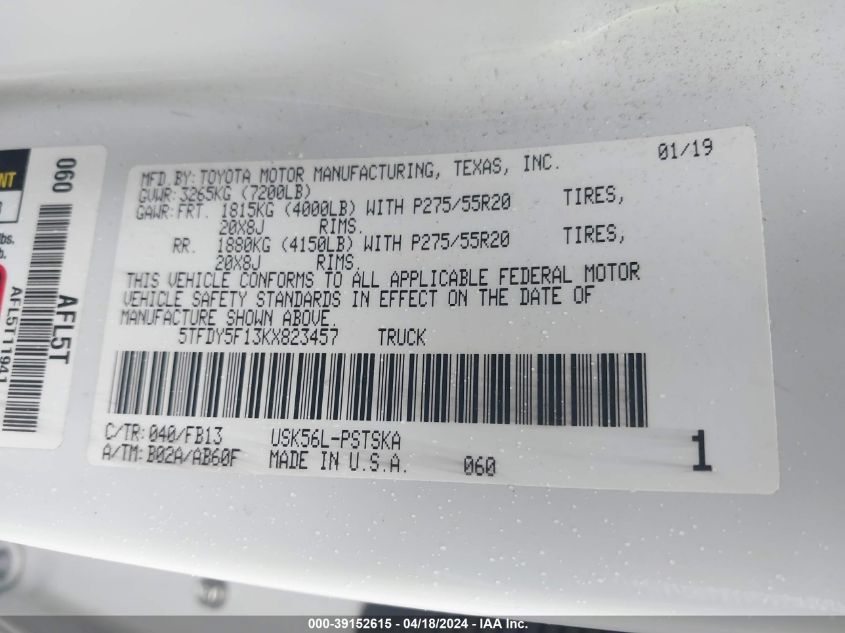 MFD.BY:TOYOTA MOTOR MANUFACTURING, TEXAS, INC. 01/19
GVWR:3265KG (7200LB)
GAWR:FRT. 1815KG (4000LB) WITH P275/55R20 TIRES,
20X8J RIMS.
RR. 1880KG (4150LB) WITH P275/55R20 TIRES,
20X8J RIMS.
THIS VEHICLE CONFORMS TO ALL APPLICABLE FEDERAL MOTOR
VEHICLE SAFETY STANDARDS IN EFFECT ON THE DATE OF
MANUFACTURE SHOWN ABOVE.
5TFDY5F13KX823457 TRUCK
C/TR:040/FB13 USK56L-PSTSKA
A/TM:B02A/AB60F MADE IN U.S.A. 060 1
060
AFL5T
AFL5T11941
000-39152615 - 04/18/2024 - IAA Inc.